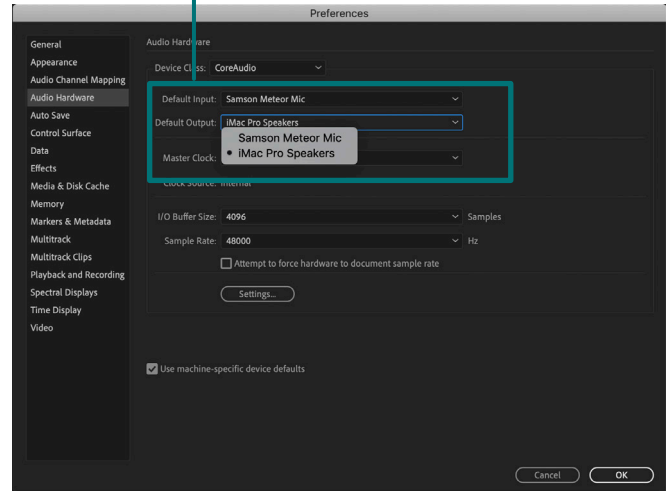 Preferences
General
Appearance
Audio Channel Mapping
Audio Hardware
Auto Save
Control Surface
Data
Effects
Media & Disk Cache
Memory
Markers & Metadata
Multitrack
Multitrack Clips
Playback and Recording
Spectral Displays
Time Display
Video
Audio Hardware
Device Class: CoreAudio
Default Input: Samson Meteor Mic
Default Output: iMac Pro Speakers
Samson Meteor Mic
• iMac Pro Speakers
Master Clock:
Clock Source: Internal
I/O Buffer Size: 4096 Samples
Sample Rate: 48000 Hz
Attempt to force hardware to document sample rate
Settings...
Use machine-specific device defaults
Cancel OK